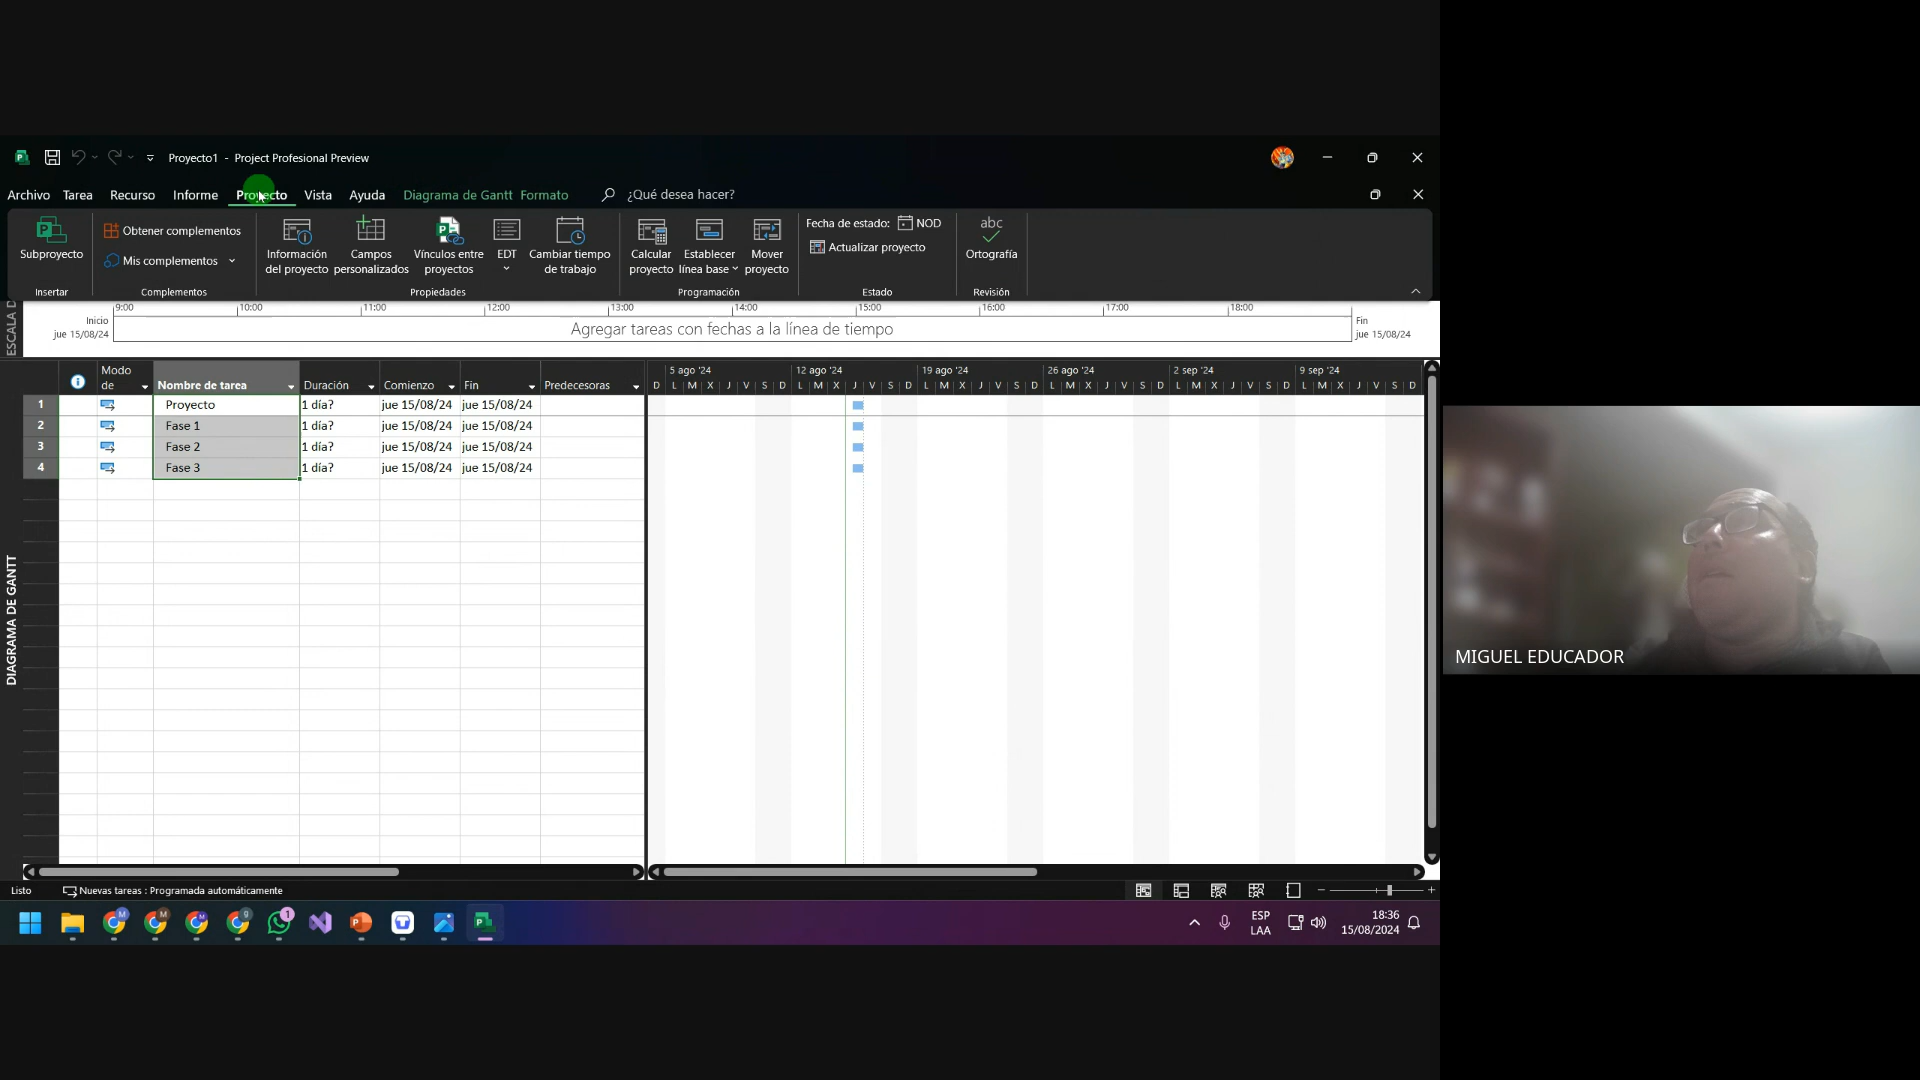 Proyecto1 - Project Profesional Preview
Archivo Tarea Recurso Informe Proyecto Vista Ayuda Diagrama de Gantt Formato ¿Qué desea hacer?
Subproyecto
Insertar
Obtener complementos
Mis complementos
Complementos
Información del proyecto
Campos personalizados
Vínculos entre proyectos
EDT
Cambiar tiempo de trabajo
Propiedades
Calcular proyecto
Establecer línea base
Mover proyecto
Programación
Fecha de estado: NOD
Actualizar proyecto
Estado
abc
Ortografía
Revisión
ESCALA D
9:00 10:00 11:00 12:00 13:00 14:00 15:00 16:00 17:00 18:00
Inicio
jue 15/08/24
Agregar tareas con fechas a la línea de tiempo
Fin
jue 15/08/24
DIAGRAMA DE GANTT
Modo de Nombre de tarea Duración Comienzo Fin Predecesoras
5 ago '24 12 ago '24 19 ago '24 26 ago '24 2 sep '24 9 sep '24
D L M X J V S D L M X J V S D L M X J V S D L M X J V S D L M X J V S D L M X J V S D
1 Proyecto 1 día? jue 15/08/24 jue 15/08/24
2 Fase 1 1 día? jue 15/08/24 jue 15/08/24
3 Fase 2 1 día? jue 15/08/24 jue 15/08/24
4 Fase 3 1 día? jue 15/08/24 jue 15/08/24
Listo Nuevas tareas : Programada automáticamente
ESP
LAA
18:36
15/08/2024
MIGUEL EDUCADOR